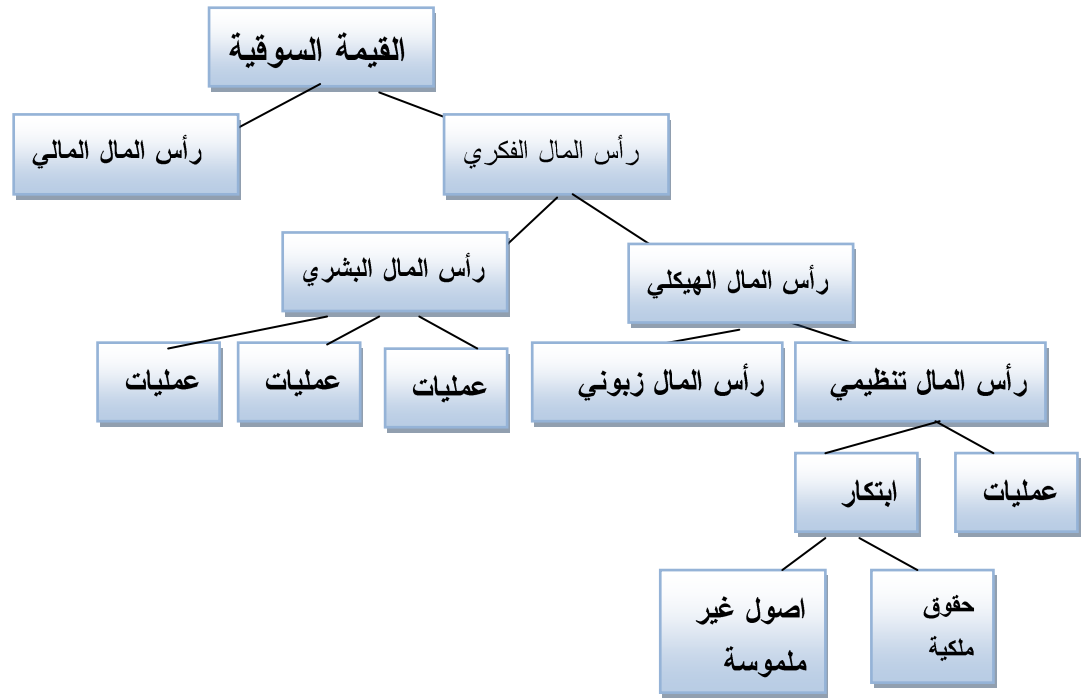 القيمة السوقية
رأس المال الفكري
رأس المال المالي
رأس المال الهيكلي
رأس المال البشري
رأس المال تنظيمي
رأس المال زبوني
عمليات
عمليات
عمليات
عمليات
ابتكار
حقوق
ملكية
اصول غير
ملموسة